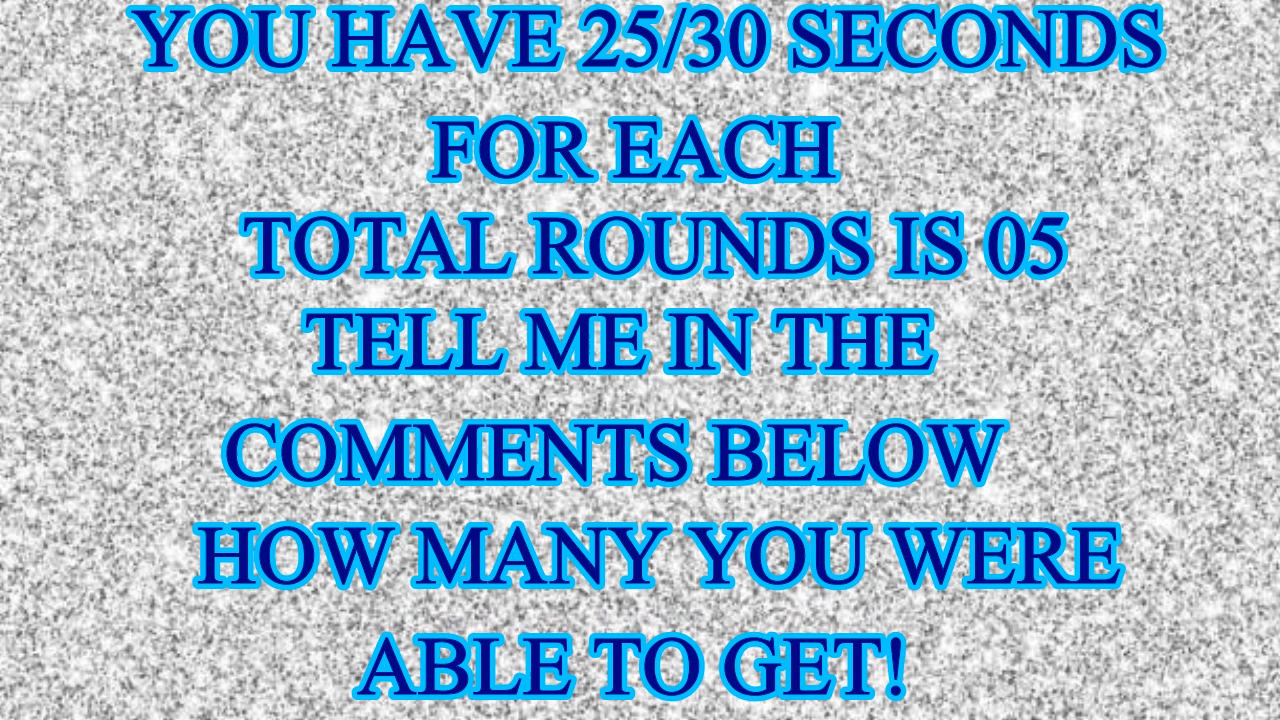 YOU HAVE 25/30 SECONDS
FOR EACH
TOTAL ROUNDS IS 05
TELL ME IN THE
COMMENTS BELOW
HOW MANY YOU WERE
ABLE TO GET!